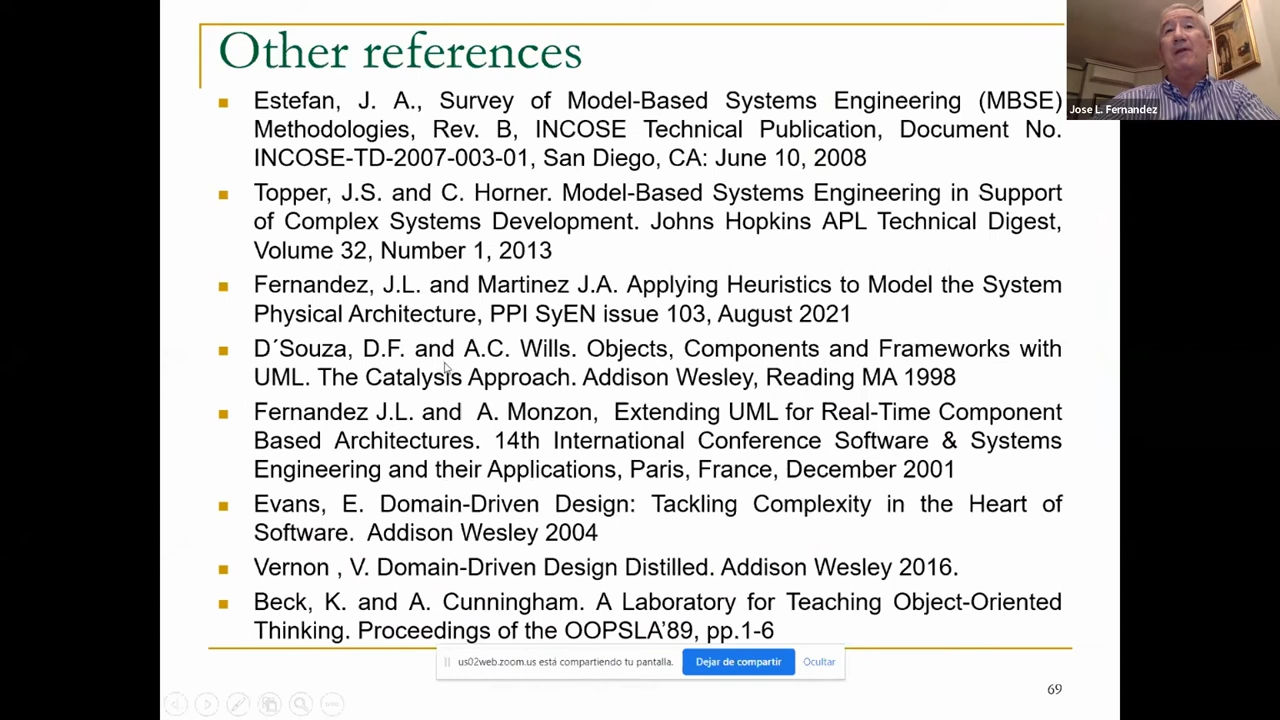 Other references
Jose L. Fernandez
Estefan, J. A., Survey of Model-Based Systems Engineering (MBSE)
Methodologies, Rev. B, INCOSE Technical Publication, Document No.
INCOSE-TD-2007-003-01, San Diego, CA: June 10, 2008
Topper, J.S. and C. Horner. Model-Based Systems Engineering in Support
of Complex Systems Development. Johns Hopkins APL Technical Digest,
Volume 32, Number 1, 2013
Fernandez, J.L. and Martinez J.A. Applying Heuristics to Model the System
Physical Architecture, PPI SyEN issue 103, August 2021
D´Souza, D.F. and A.C. Wills. Objects, Components and Frameworks with
UML. The Catalysis Approach. Addison Wesley, Reading MA 1998
Fernandez J.L. and A. Monzon, Extending UML for Real-Time Component
Based Architectures. 14th International Conference Software & Systems
Engineering and their Applications, Paris, France, December 2001
Evans, E. Domain-Driven Design: Tackling Complexity in the Heart of
Software. Addison Wesley 2004
Vernon , V. Domain-Driven Design Distilled. Addison Wesley 2016.
Beck, K. and A. Cunningham. A Laboratory for Teaching Object-Oriented
Thinking. Proceedings of the OOPSLA’89, pp.1-6
us02web.zoom.us está compartiendo tu pantalla. Dejar de compartir Ocultar
69